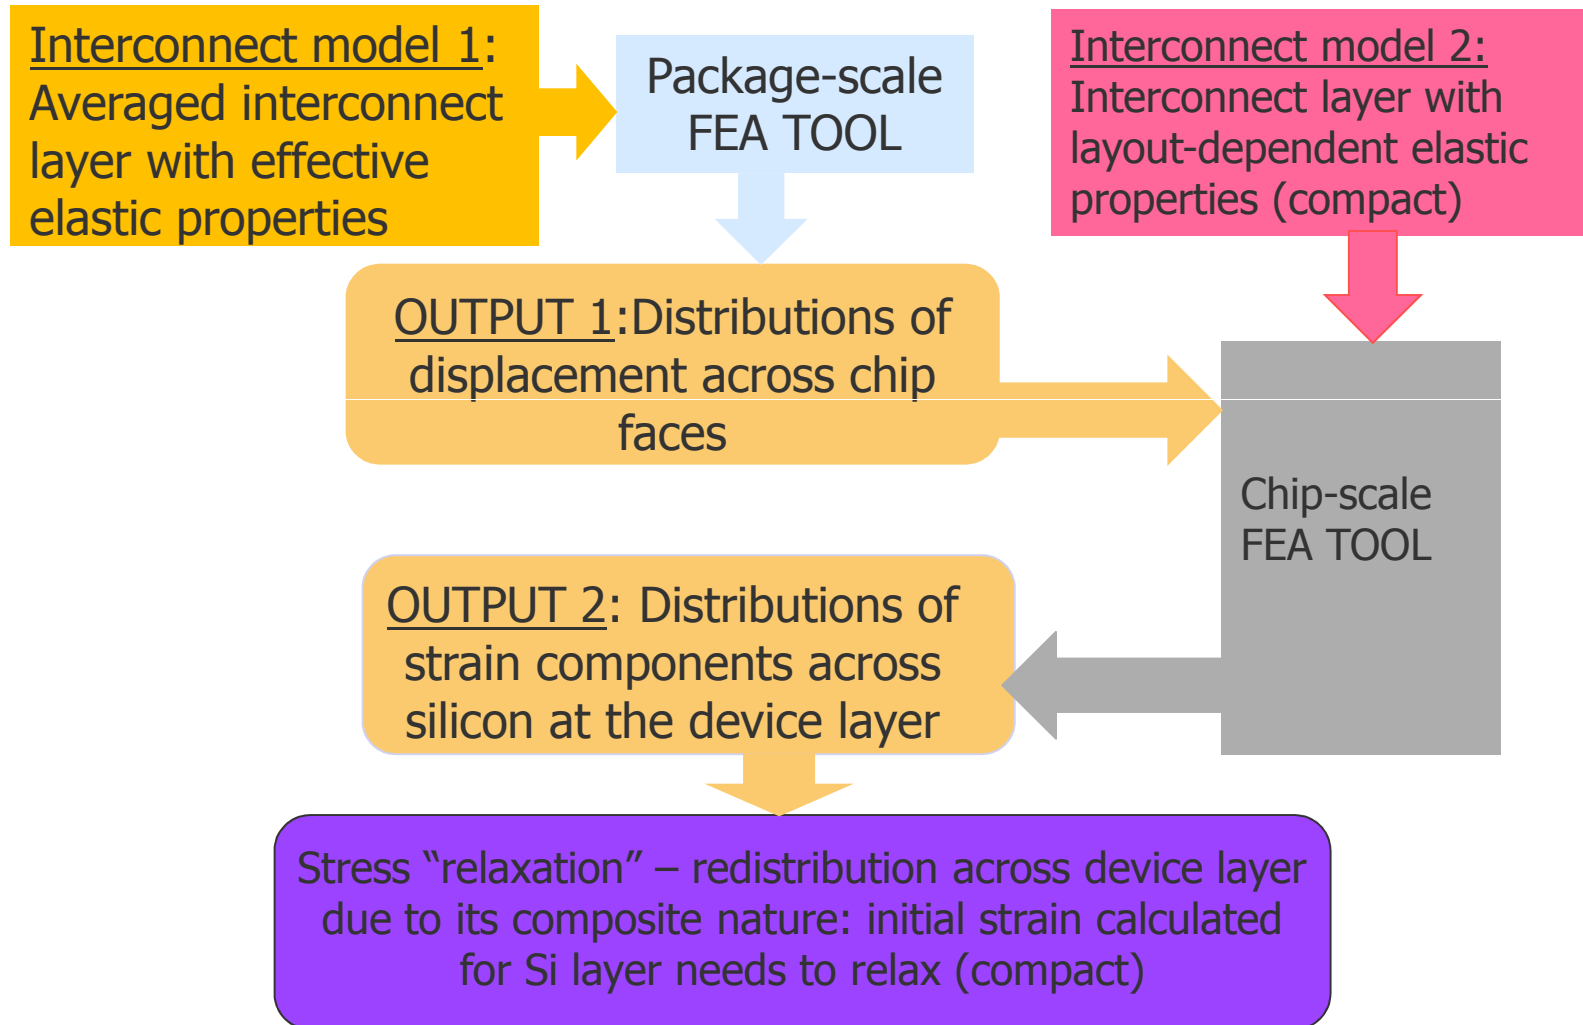 Interconnect model 1:
Averaged interconnect
layer with effective
elastic properties
Package-scale
FEA TOOL
Interconnect model 2:
Interconnect layer with
layout-dependent elastic
properties (compact)
OUTPUT 1:Distributions of
displacement across chip
faces
Chip-scale
FEA TOOL
OUTPUT 2: Distributions of
strain components across
silicon at the device layer
Stress “relaxation” – redistribution across device layer
due to its composite nature: initial strain calculated
for Si layer needs to relax (compact)